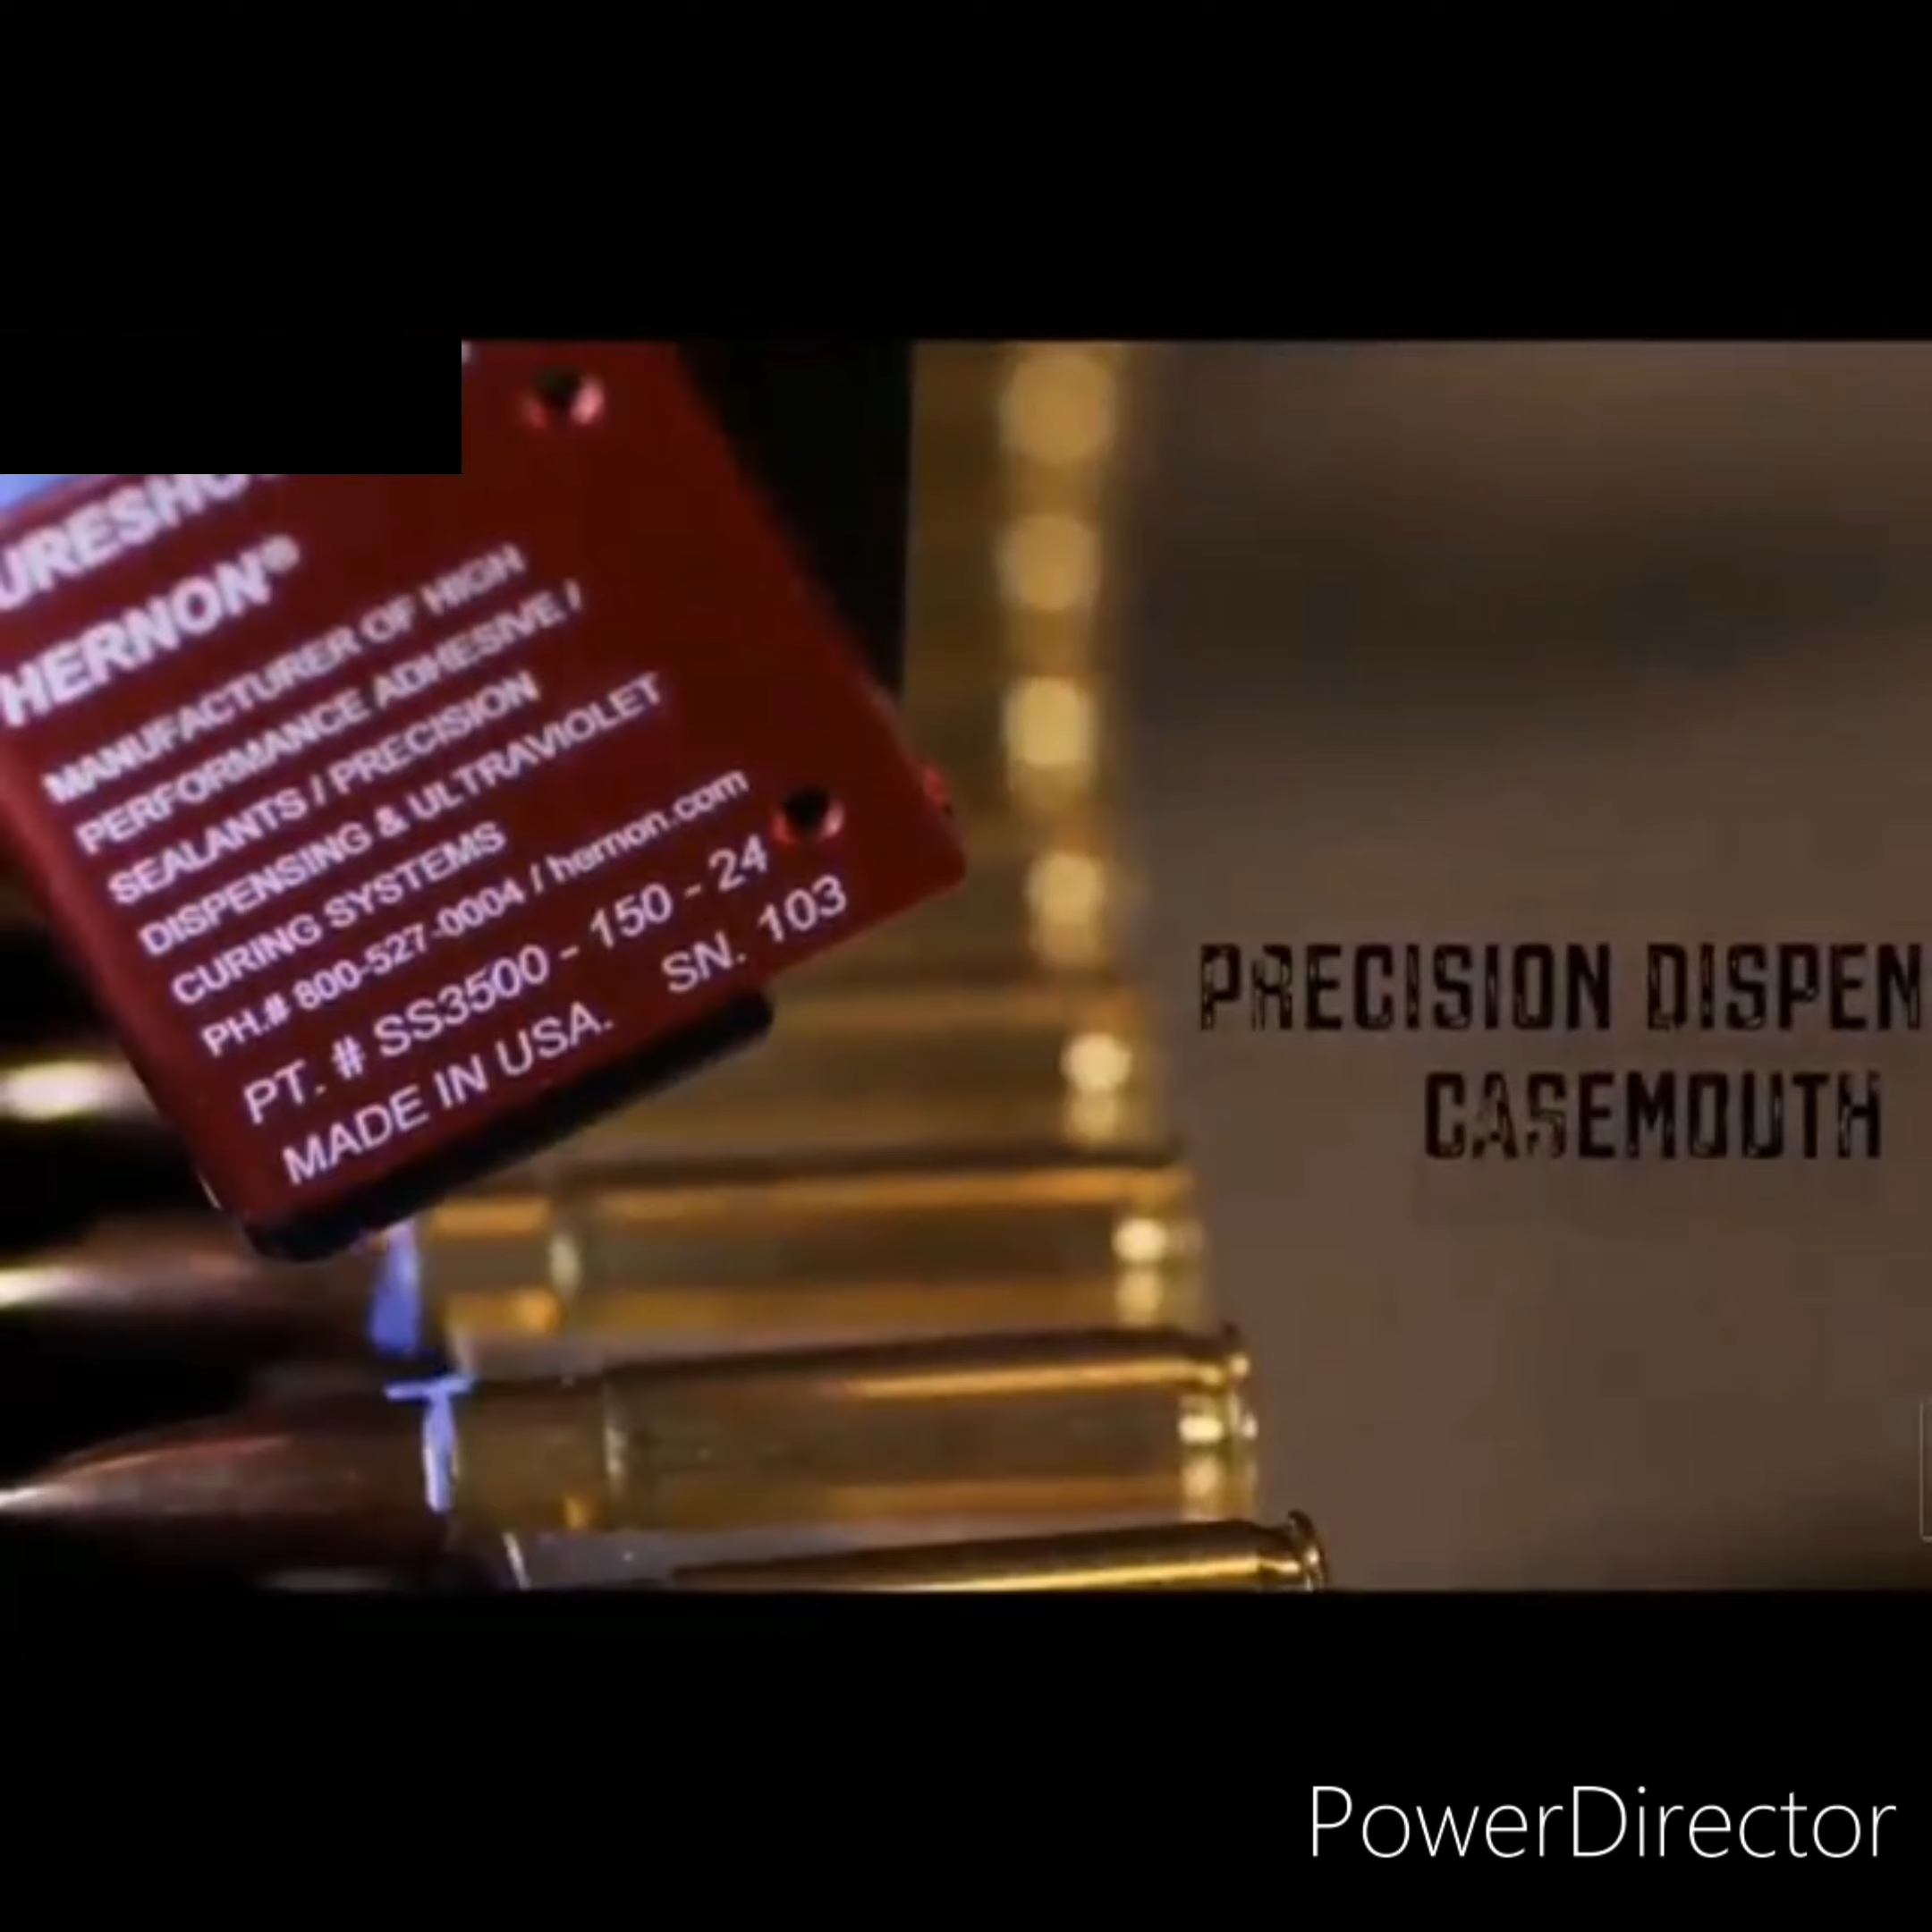 HERNON®
MANUFACTURER OF HIGH
PERFORMANCE ADHESIVE /
SEALANTS / PRECISION
DISPENSING & ULTRAVIOLET
CURING SYSTEMS
PH.# 800-527-0004 / hernon.com
PT. # SS3500 - 150 - 24
MADE IN USA. SN. 103
PRECISION DISPEN
CASEMOUTH
PowerDirector